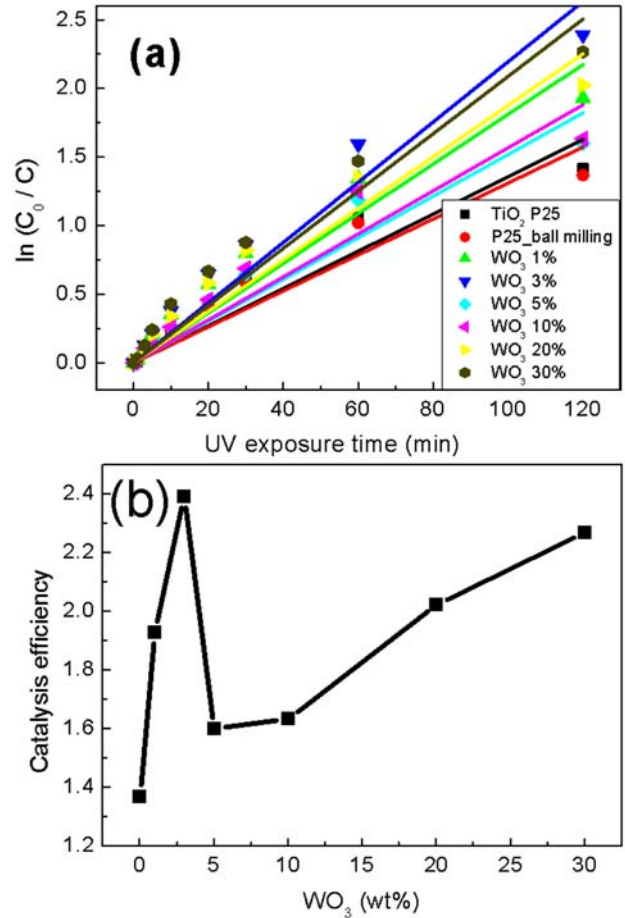 (a)
2.5
2.0
1.5
1.0
0.5
0.0
ln (C₀ / C)
TiO₂ P25
P25_ball milling
WO₃ 1%
WO₃ 3%
WO₃ 5%
WO₃ 10%
WO₃ 20%
WO₃ 30%
0 20 40 60 80 100 120
UV exposure time (min)
(b)
2.4
2.2
2.0
1.8
1.6
1.4
1.2
Catalysis efficiency
0 5 10 15 20 25 30
WO₃ (wt%)